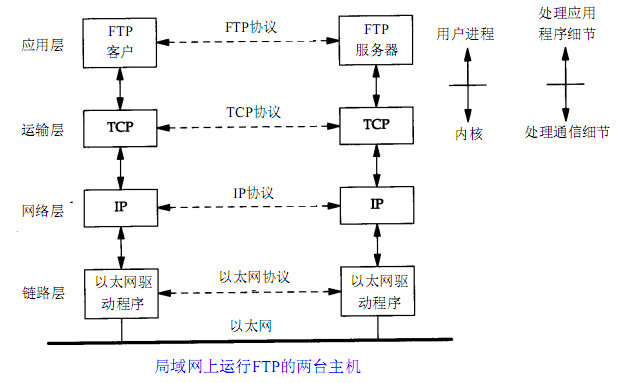 应用层
FTP
客户
FTP协议
FTP
服务器
用户进程
处理应用
程序细节
运输层
TCP
TCP协议
TCP
内核
处理通信细节
网络层
IP
IP协议
IP
链路层
以太网驱
动程序
以太网协议
以太网驱
动程序
以太网
局域网上运行FTP的两台主机